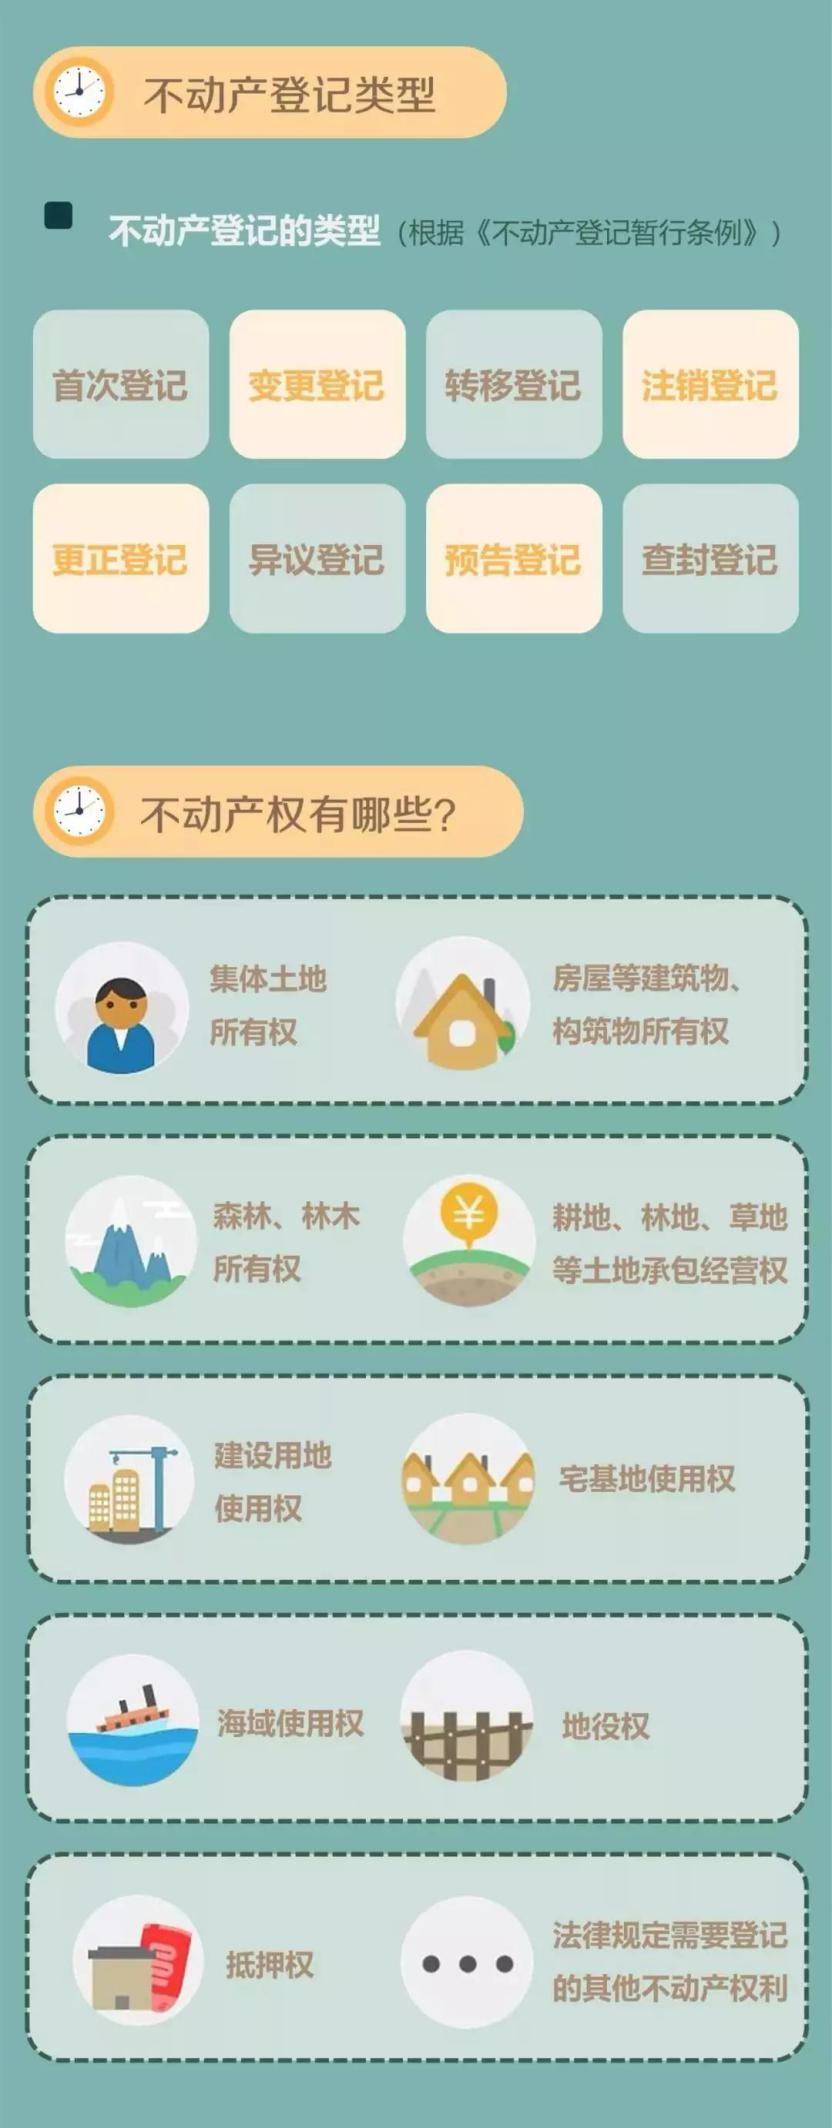 不动产登记类型
不动产登记的类型（根据《不动产登记暂行条例》）
首次登记 变更登记 转移登记 注销登记
更正登记 异议登记 预告登记 查封登记
不动产权有哪些？
集体土地
所有权
房屋等建筑物、
构筑物所有权
森林、林木
所有权
耕地、林地、草地
等土地承包经营权
建设用地
使用权
宅基地使用权
海域使用权
地役权
抵押权
法律规定需要登记
的其他不动产权利